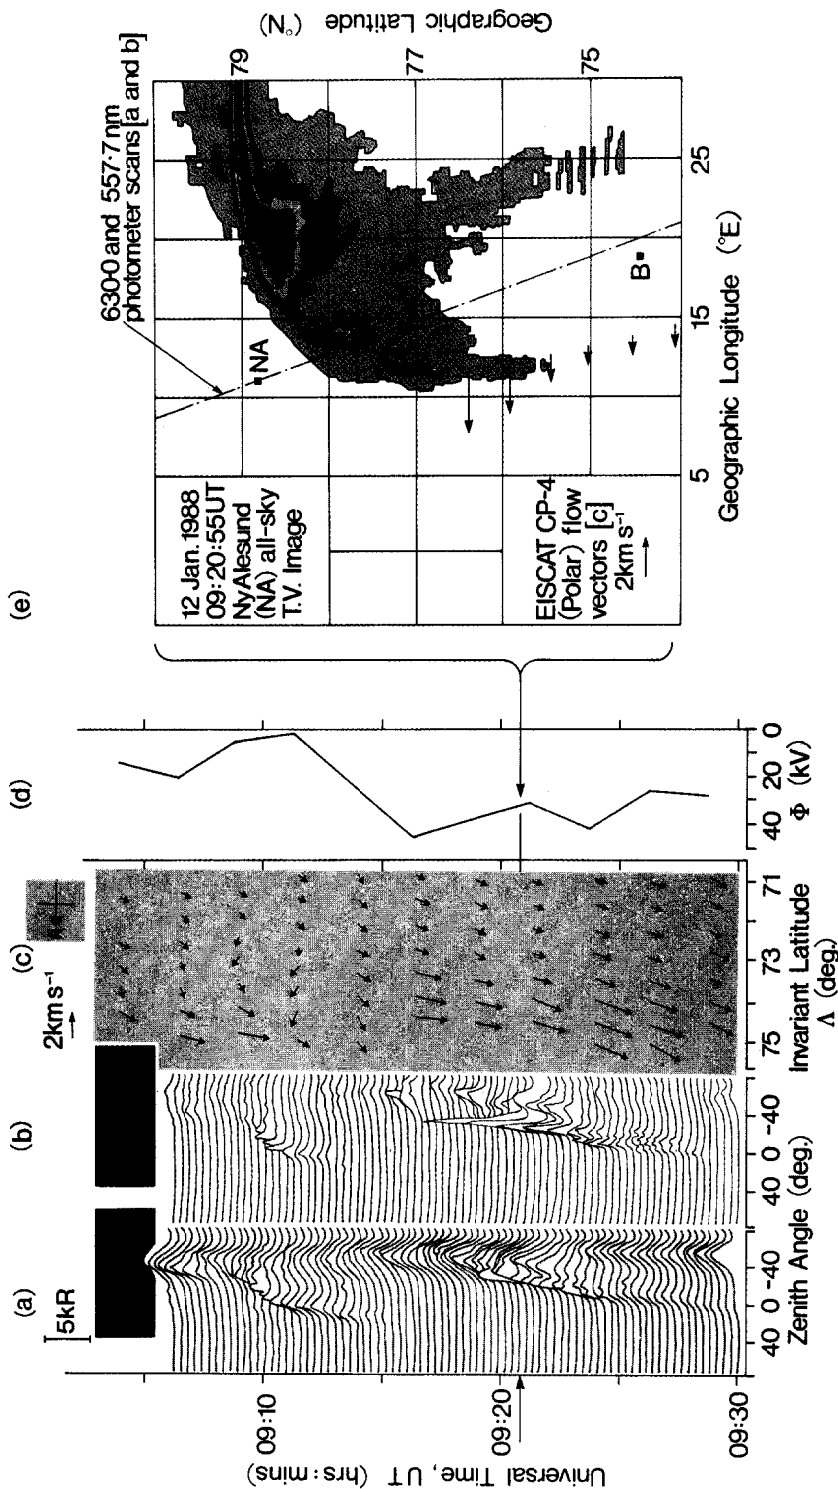 (a)
5kR
Zenith Angle (deg.)
40 0 -40
(b)
40 0 -40
(c)
2km s⁻¹
Invariant Latitude
Λ (deg.)
75 73 71
(d)
40 20 0
Φ (kV)
Universal Time, UT (hrs:mins)
09:10
09:20
09:30
(e)
630·0 and 557·7nm
photometer scans [a and b]
12 Jan. 1988
09:20:55UT
NyAlesund
(NA) all-sky
T.V. Image
NA
B
EISCAT CP-4
(Polar) flow
vectors [c]
2km s⁻¹
5 15 25
Geographic Longitude (°E)
79
77
75
Geographic Latitude (°N)